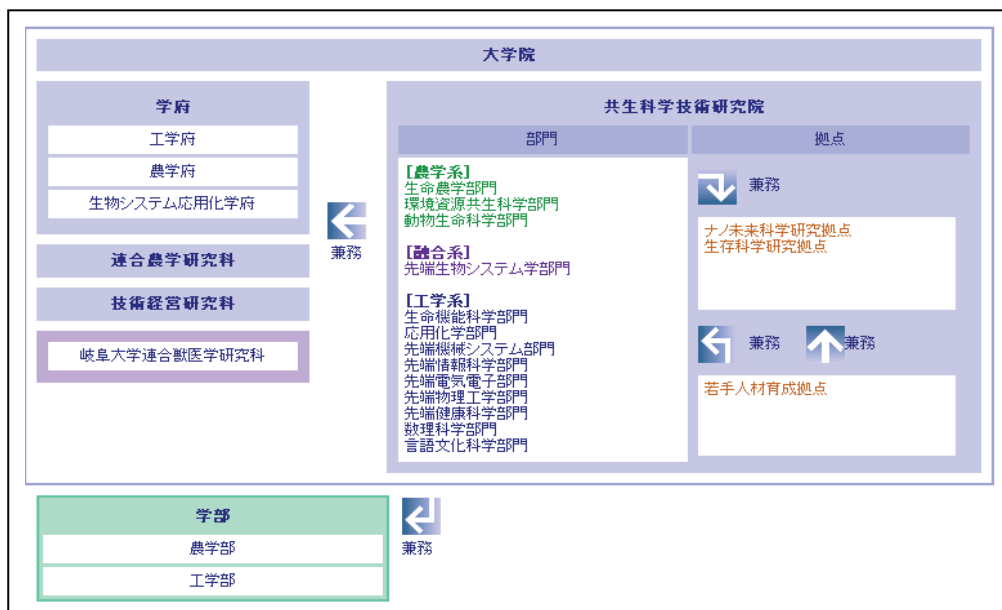 大学院
学府
工学府
農学府
生物システム応用化学府
連合農学研究科
技術経営研究科
岐阜大学連合獣医学研究科
兼務
共生科学技術研究院
部門
[農学系]
生命農学部門
環境資源共生科学部門
動物生命科学部門
[融合系]
先端生物システム学部門
[工学系]
生命機能科学部門
応用化学部門
先端機械システム部門
先端情報科学部門
先端電気電子部門
先端物理工学部門
先端健康科学部門
数理科学部門
言語文化科学部門
拠点
兼務
ナノ未来科学研究拠点
生存科学研究拠点
兼務
兼務
若手人材育成拠点
学部
農学部
工学部
兼務